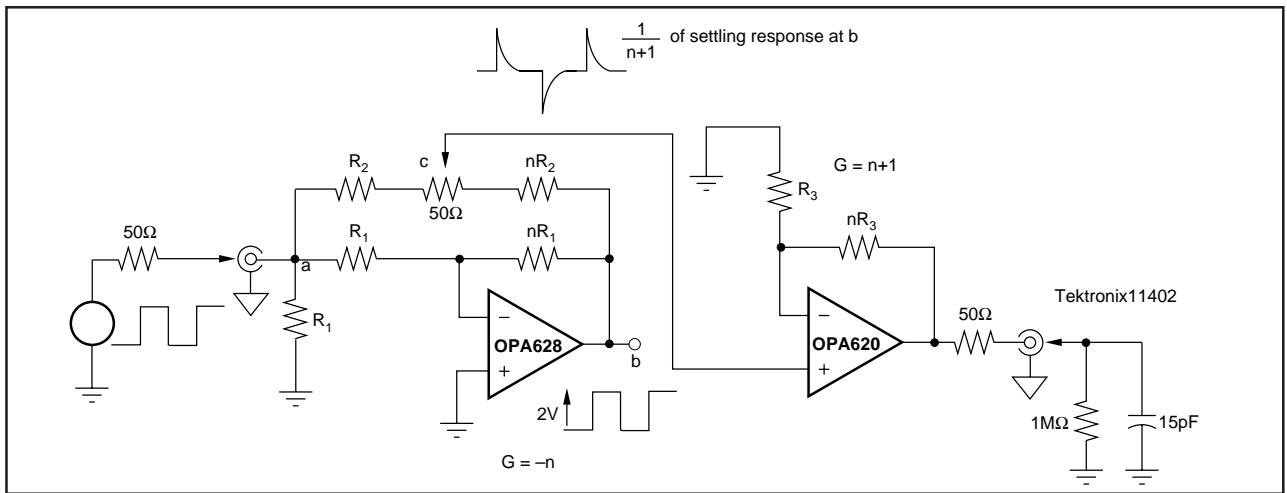 1
n+1
of settling response at b
R2
c
nR2
G = n+1
50Ω
R3
50Ω
R1
nR1
nR3
a
Tektronix11402
R1
−
OPA628
+
b
−
OPA620
+
50Ω
2V
1MΩ
15pF
G = –n